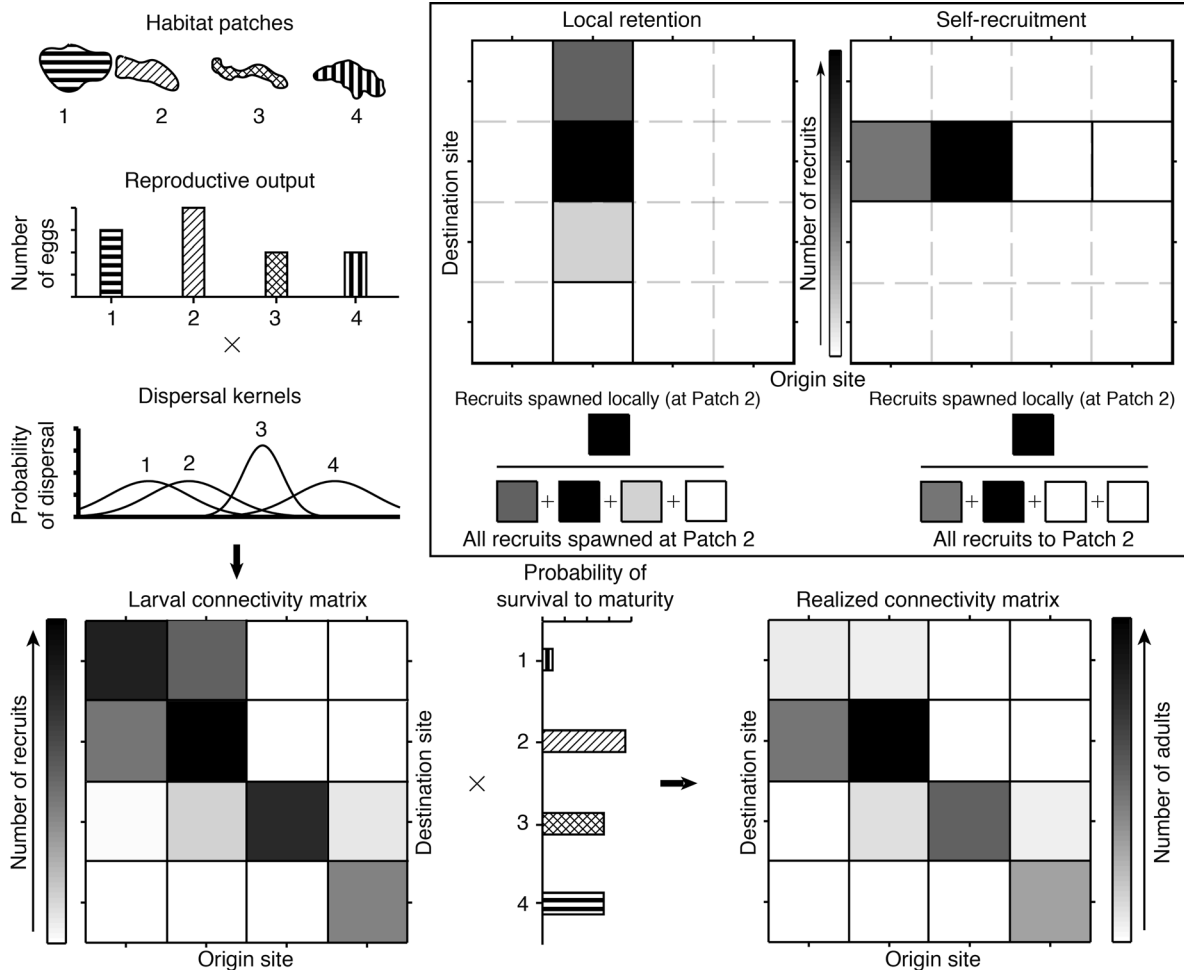 Habitat patches
1
2
3
4
Reproductive output
Number
of eggs
1
2
3
4
×
Dispersal kernels
Probability
of dispersal
1
2
3
4
Local retention
Self-recruitment
Destination site
Number of recruits
Origin site
Recruits spawned locally (at Patch 2)
+ + +
All recruits spawned at Patch 2
Recruits spawned locally (at Patch 2)
+ + +
All recruits to Patch 2
Larval connectivity matrix
Number of recruits
Destination site
Origin site
×
Probability of
survival to maturity
1
2
3
4
Realized connectivity matrix
Destination site
Number of adults
Origin site